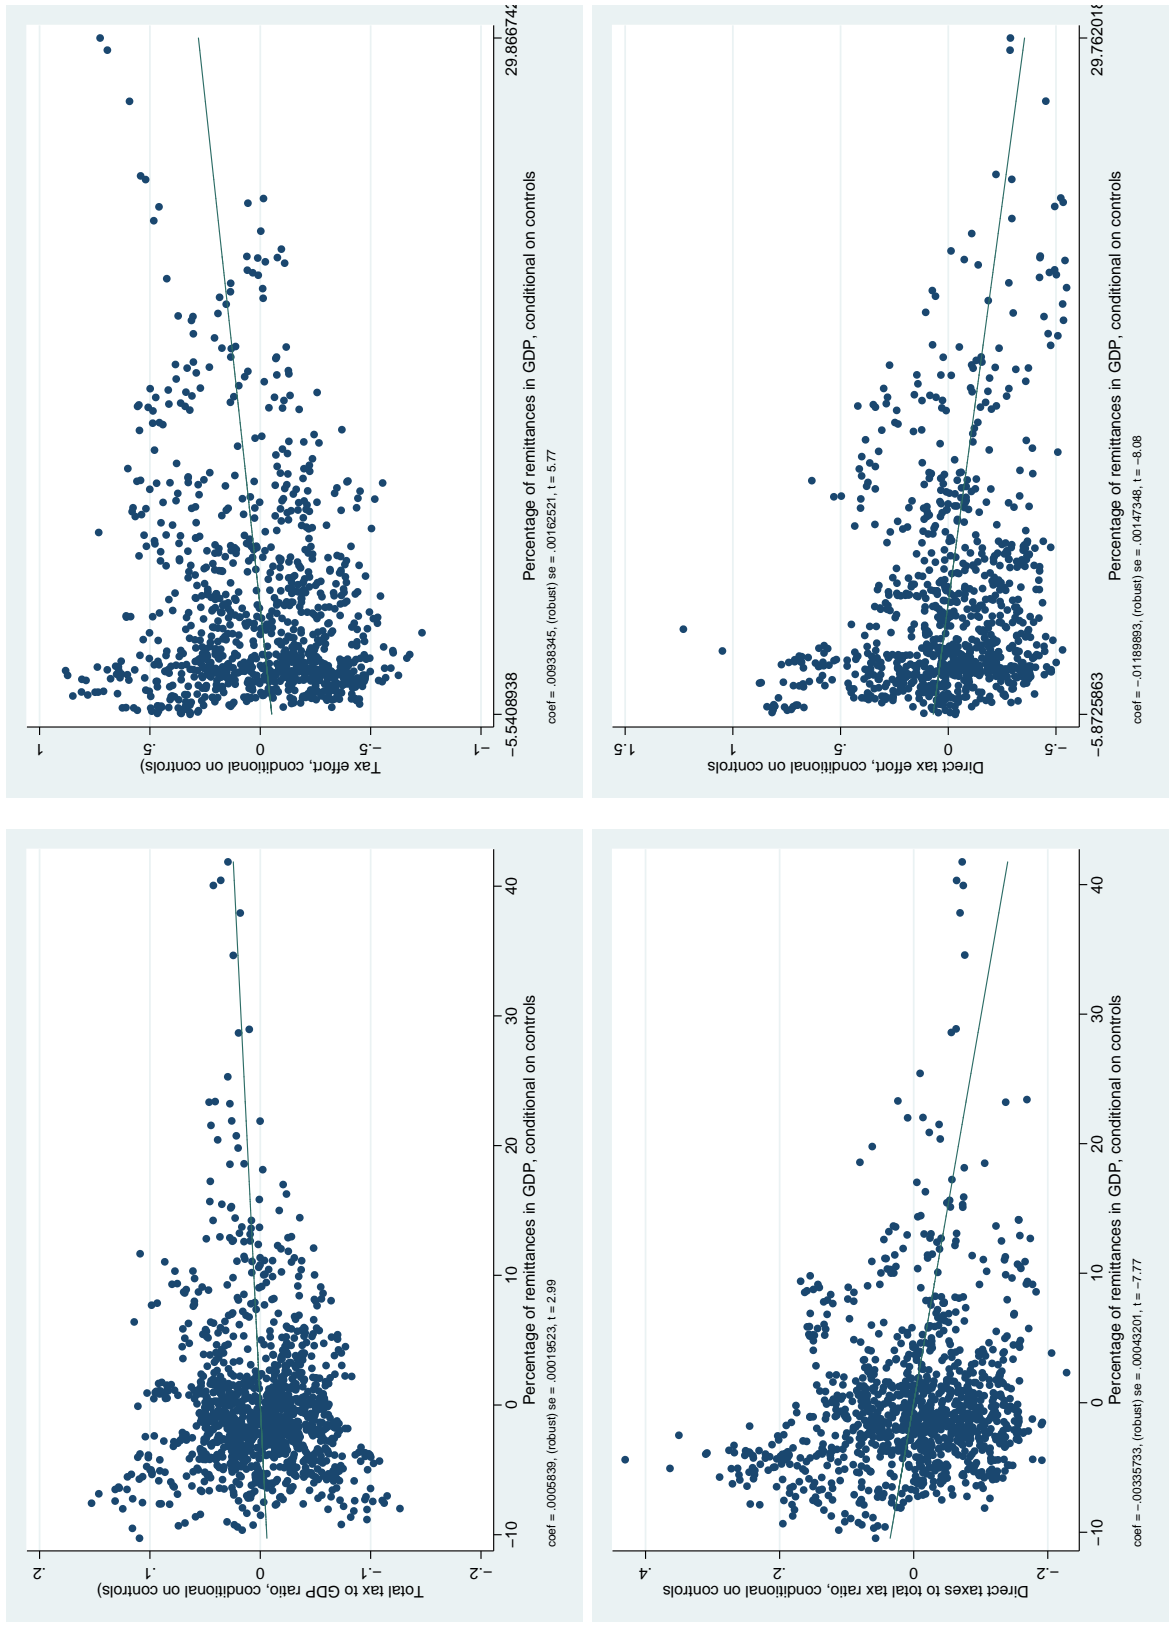 Total tax to GDP ratio, conditional on controls)
.2
.1
0
−.1
−.2
−10
0
10
20
30
40
Percentage of remittances in GDP, conditional on controls
coef = .0005839, (robust) se = .00019523, t = 2.99
Tax effort, conditional on controls)
1
.5
0
−.5
−1
−5.5408938
29.866742
Percentage of remittances in GDP, conditional on controls
coef = .00938345, (robust) se = .00162521, t = 5.77
Direct taxes to total tax ratio, conditional on controls
.4
.2
0
−.2
−10
0
10
20
30
40
Percentage of remittances in GDP, conditional on controls
coef = −.00335733, (robust) se = .00043201, t = −7.77
Direct tax effort, conditional on controls
1.5
1
.5
0
−.5
−5.8725863
29.762018
Percentage of remittances in GDP, conditional on controls
coef = −.01189893, (robust) se = .00147348, t = −8.08